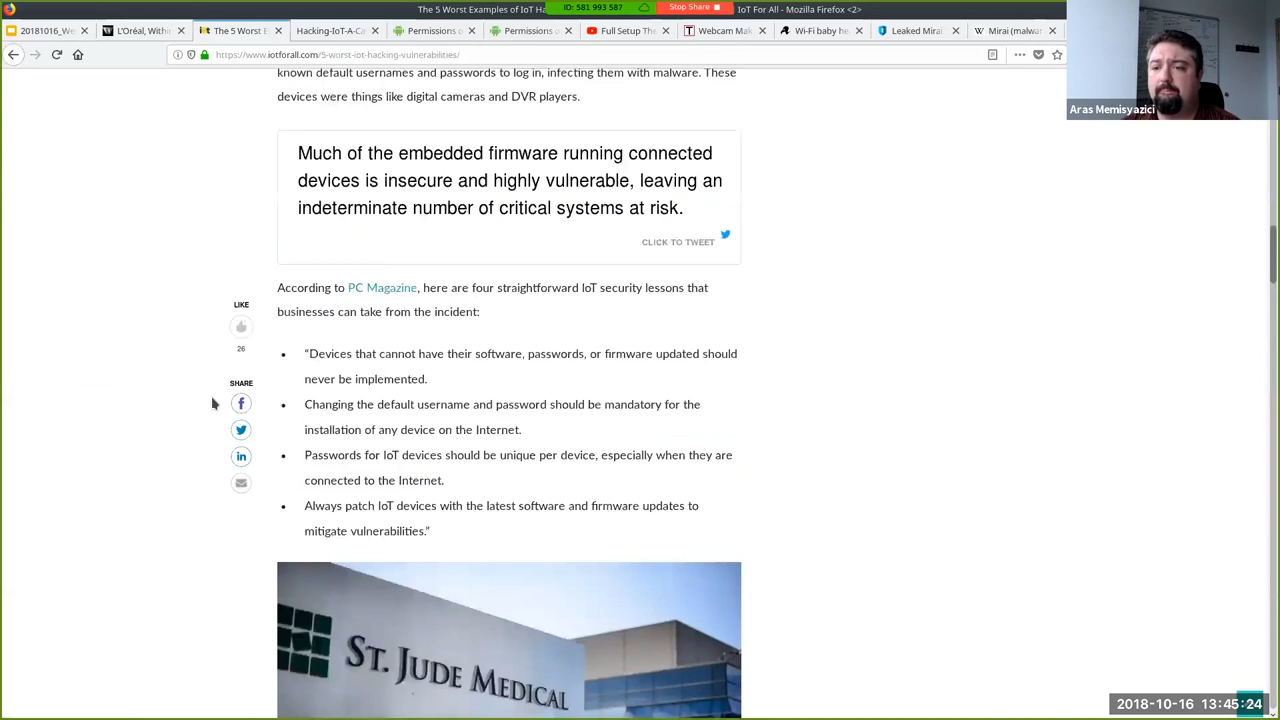 The 5 Worst Examples of IoT Ha
ID: 581 993 587
Stop Share
IoT For All - Mozilla Firefox <2>
20181016_We
L'Oréal, Withi
The 5 Worst E
Hacking-IoT-A-Ca
Permissions o
Permissions o
Full Setup The
Webcam Mak
Wi-Fi baby he
Leaked Mirai
Mirai (malwar
https://www.iotforall.com/5-worst-iot-hacking-vulnerabilities/
Aras Memisyazici
known default usernames and passwords to log in, infecting them with malware. These
devices were things like digital cameras and DVR players.
Much of the embedded firmware running connected
devices is insecure and highly vulnerable, leaving an
indeterminate number of critical systems at risk.
CLICK TO TWEET
According to PC Magazine, here are four straightforward IoT security lessons that
businesses can take from the incident:
LIKE
26
SHARE
• “Devices that cannot have their software, passwords, or firmware updated should
never be implemented.
• Changing the default username and password should be mandatory for the
installation of any device on the Internet.
• Passwords for IoT devices should be unique per device, especially when they are
connected to the Internet.
• Always patch IoT devices with the latest software and firmware updates to
mitigate vulnerabilities.”
ST. JUDE MEDICAL
2018-10-16 13:45:24